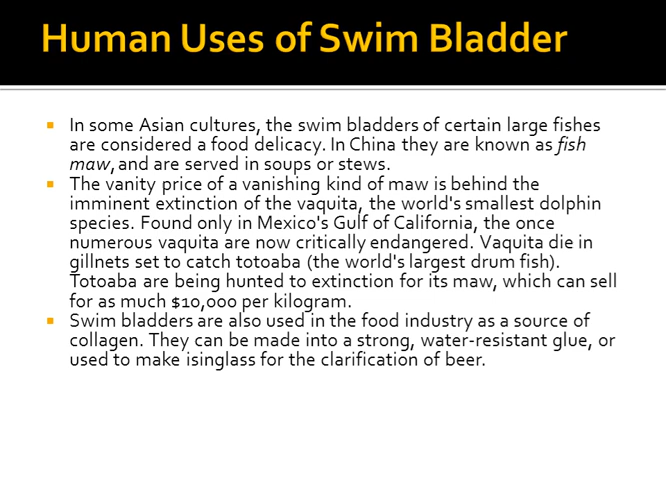 Human Uses of Swim Bladder
In some Asian cultures, the swim bladders of certain large fishes
are considered a food delicacy. In China they are known as fish
maw, and are served in soups or stews.
The vanity price of a vanishing kind of maw is behind the
imminent extinction of the vaquita, the world's smallest dolphin
species. Found only in Mexico's Gulf of California, the once
numerous vaquita are now critically endangered. Vaquita die in
gillnets set to catch totoaba (the world's largest drum fish).
Totoaba are being hunted to extinction for its maw, which can sell
for as much $10,000 per kilogram.
Swim bladders are also used in the food industry as a source of
collagen. They can be made into a strong, water-resistant glue, or
used to make isinglass for the clarification of beer.